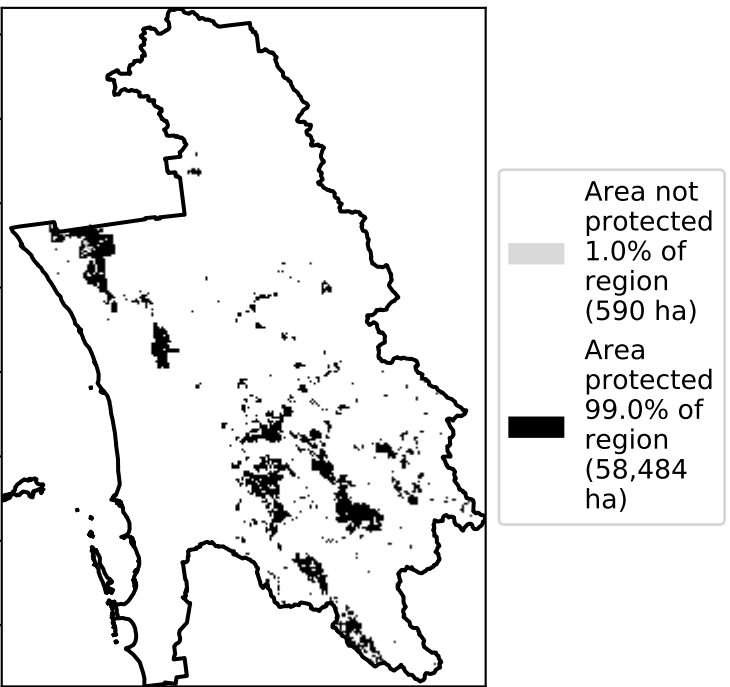 Area not
protected
1.0% of
region
(590 ha)
Area
protected
99.0% of
region
(58,484
ha)